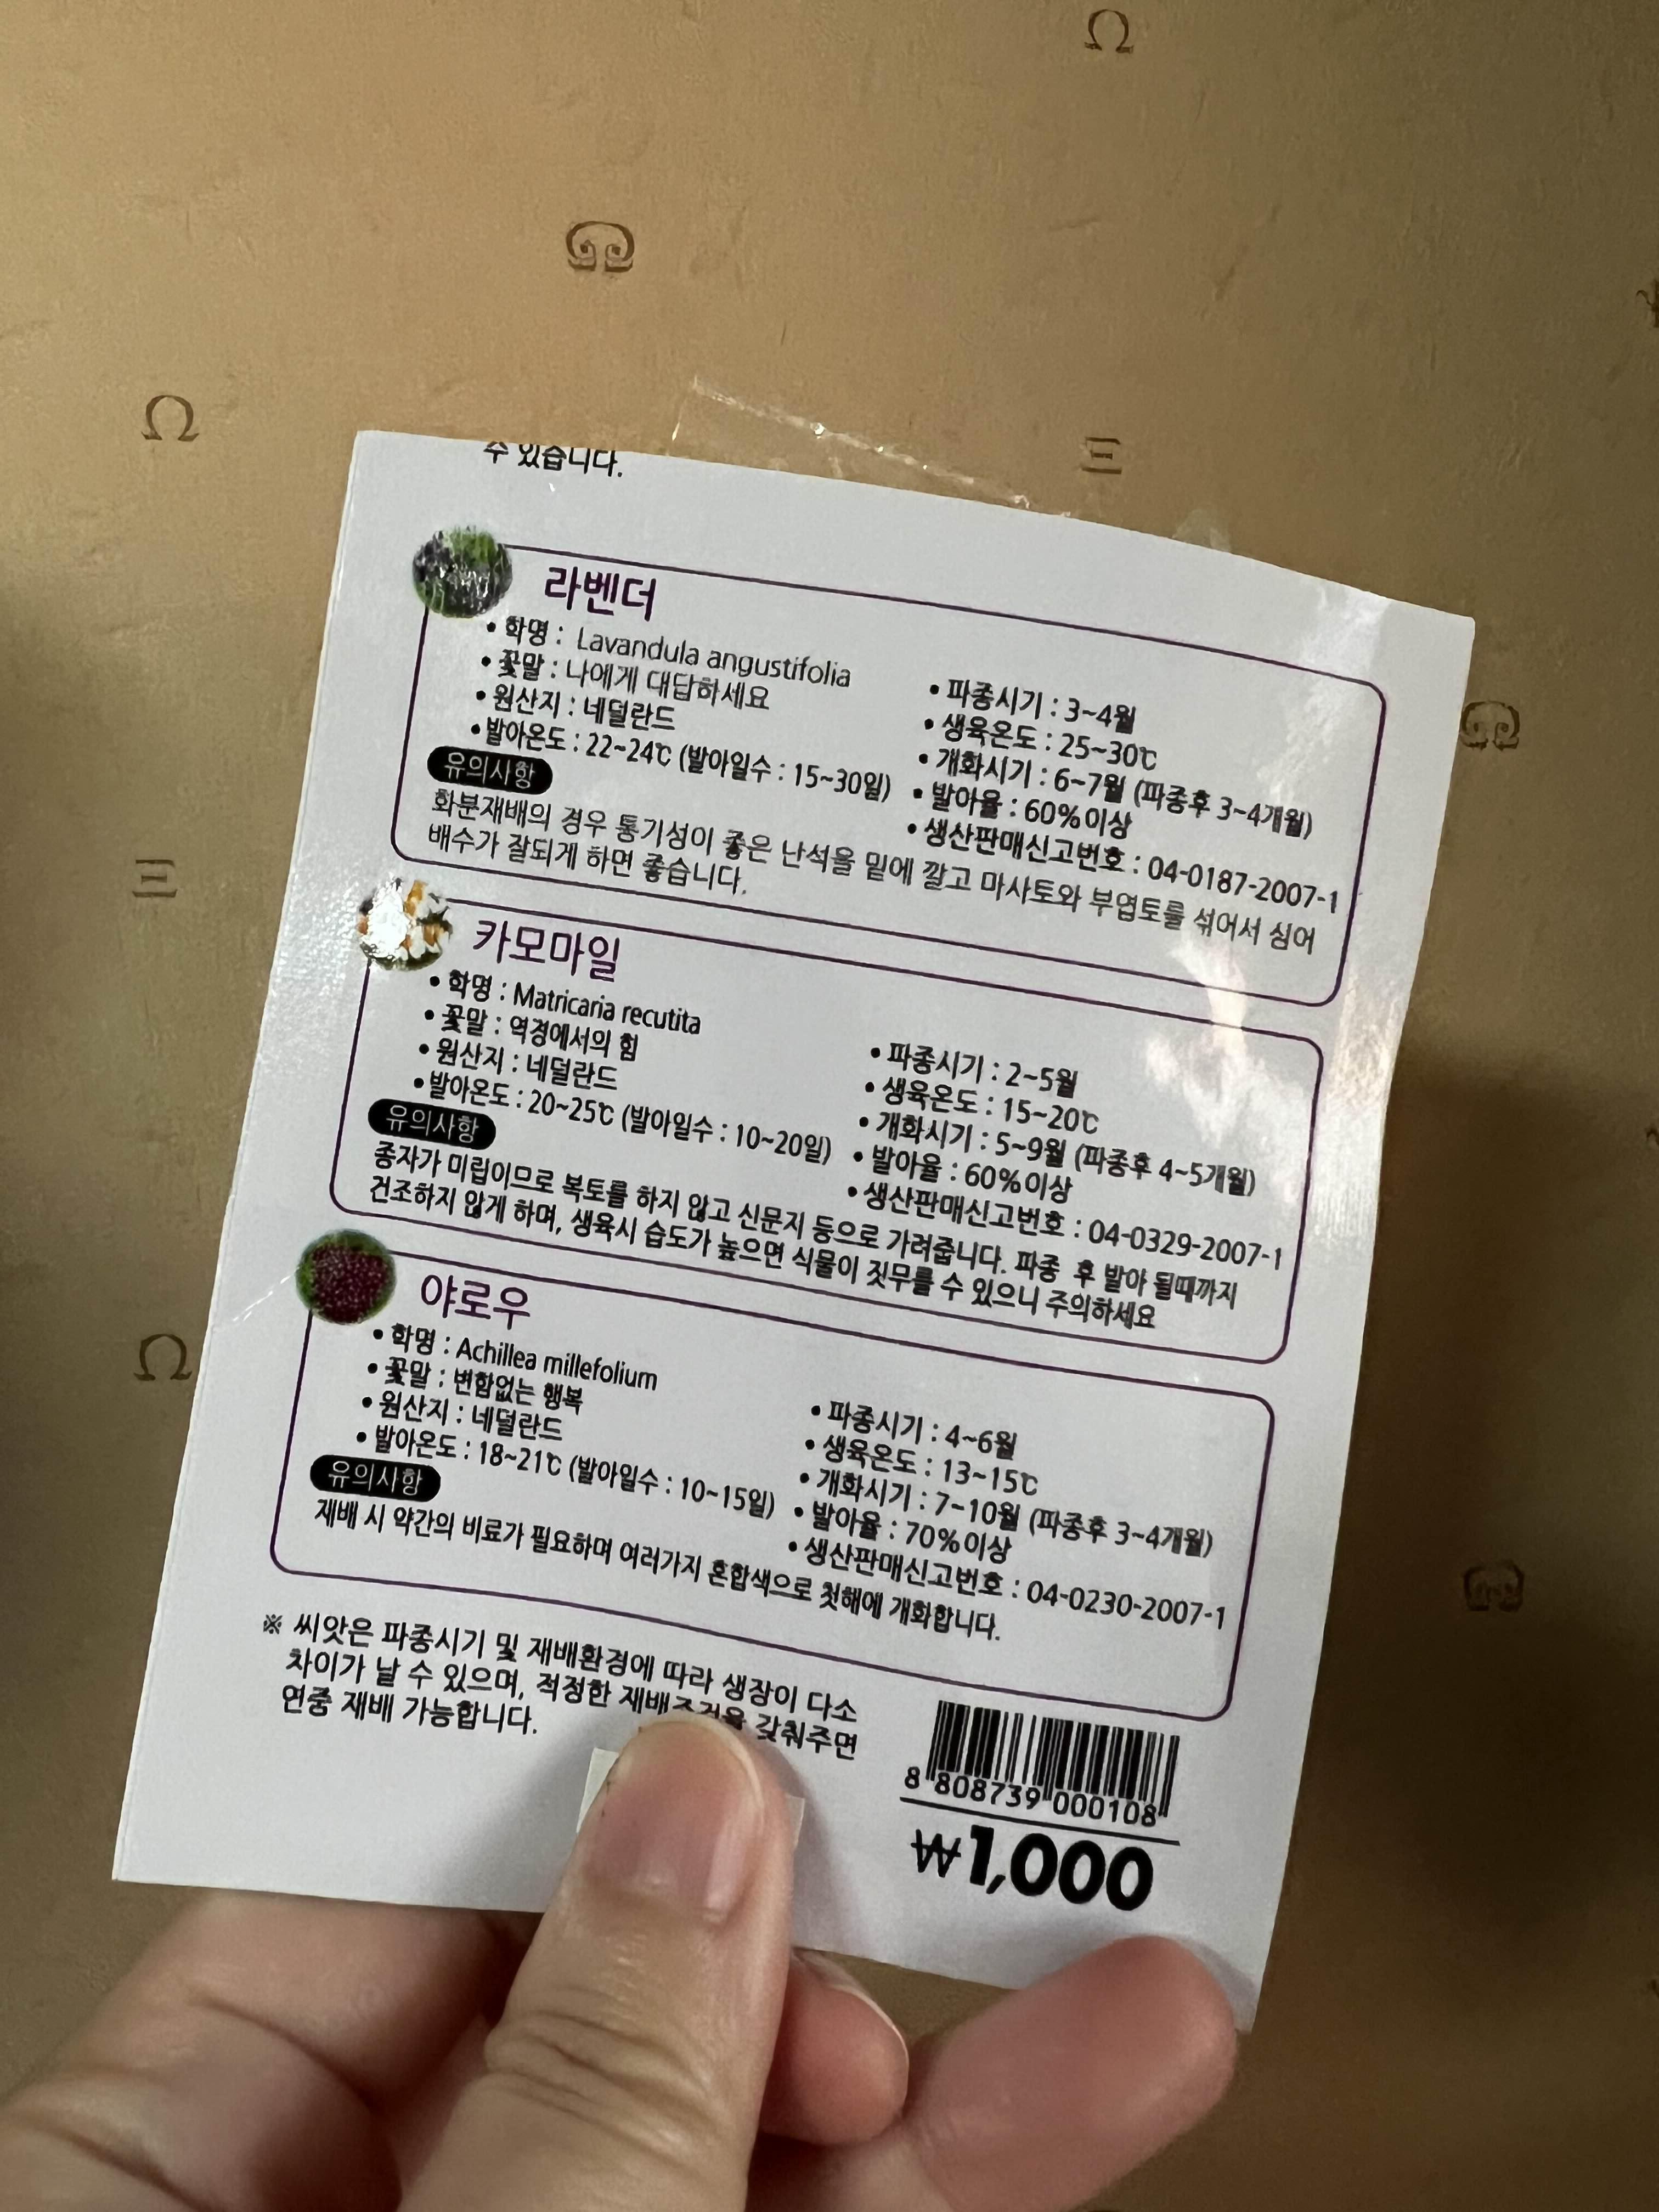 수 있습니다.
라벤더
• 학명 : Lavandula angustifolia
• 꽃말 : 나에게 대답하세요
• 원산지 : 네덜란드
• 발아온도 : 22~24℃ (발아일수 : 15~30일)
• 파종시기 : 3~4월
• 생육온도 : 25~30℃
• 개화시기 : 6~7월 (파종후 3~4개월)
• 발아율 : 60%이상
• 생산판매신고번호 : 04-0187-2007-1
유의사항
화분재배의 경우 통기성이 좋은 난석을 밑에 깔고 마사토와 부엽토를 섞어서 심어
배수가 잘되게 하면 좋습니다.
카모마일
• 학명 : Matricaria recutita
• 꽃말 : 역경에서의 힘
• 원산지 : 네덜란드
• 발아온도 : 20~25℃ (발아일수 : 10~20일)
• 파종시기 : 2~5월
• 생육온도 : 15~20℃
• 개화시기 : 5~9월 (파종후 4~5개월)
• 발아율 : 60%이상
• 생산판매신고번호 : 04-0329-2007-1
유의사항
종자가 미립이므로 복토를 하지 않고 신문지 등으로 가려줍니다. 파종 후 발아 될때까지
건조하지 않게 하며, 생육시 습도가 높으면 식물이 짓무를 수 있으니 주의하세요
야로우
• 학명 : Achillea millefolium
• 꽃말 : 변함없는 행복
• 원산지 : 네덜란드
• 발아온도 : 18~21℃ (발아일수 : 10~15일)
• 파종시기 : 4~6월
• 생육온도 : 13~15℃
• 개화시기 : 7~10월 (파종후 3~4개월)
• 발아율 : 70%이상
• 생산판매신고번호 : 04-0230-2007-1
유의사항
재배 시 약간의 비료가 필요하며 여러가지 혼합색으로 첫해에 개화합니다.
※ 씨앗은 파종시기 및 재배환경에 따라 생장이 다소
차이가 날 수 있으며, 적정한 재배조건을 갖춰주면
연중 재배 가능합니다.
8 808739 000108
₩1,000
Ω
Ω
Ξ
Ξ
Ω